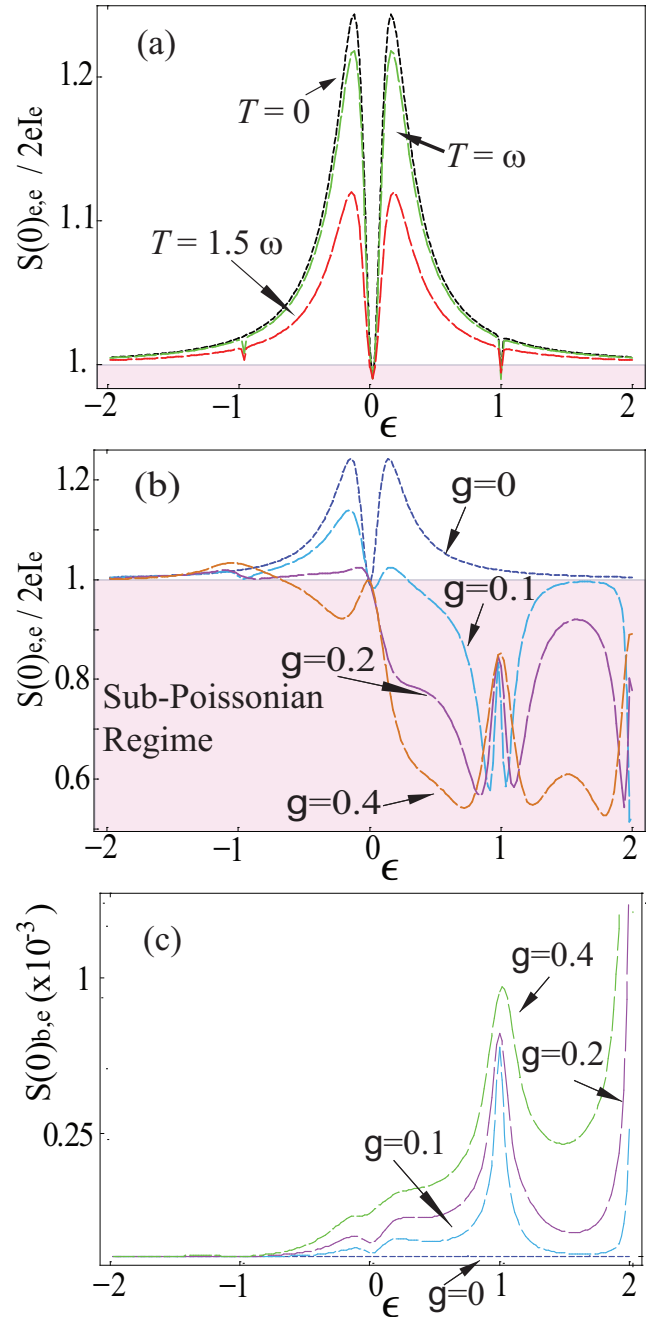 (a)
S(0)e,e / 2eIe
1.2
1.1
1.
T = 0
T = ω
T = 1.5 ω
−2 −1 0 1 2
ϵ
(b)
S(0)e,e / 2eIe
1.2
1.
0.8
0.6
g=0
g=0.1
g=0.2
g=0.4
Sub-Poissonian
Regime
−2 −1 0 1 2
ϵ
(c)
S(0)b,e (x10⁻³)
1
0.25
g=0.4
g=0.2
g=0.1
g=0
−2 −1 0 1 2
ϵ